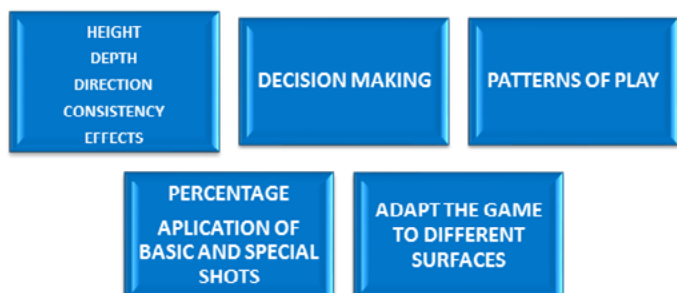 HEIGHT
DEPTH
DIRECTION
CONSISTENCY
EFFECTS
DECISION MAKING
PATTERNS OF PLAY
PERCENTAGE
APLICATION OF
BASIC AND SPECIAL
SHOTS
ADAPT THE GAME
TO DIFFERENT
SURFACES